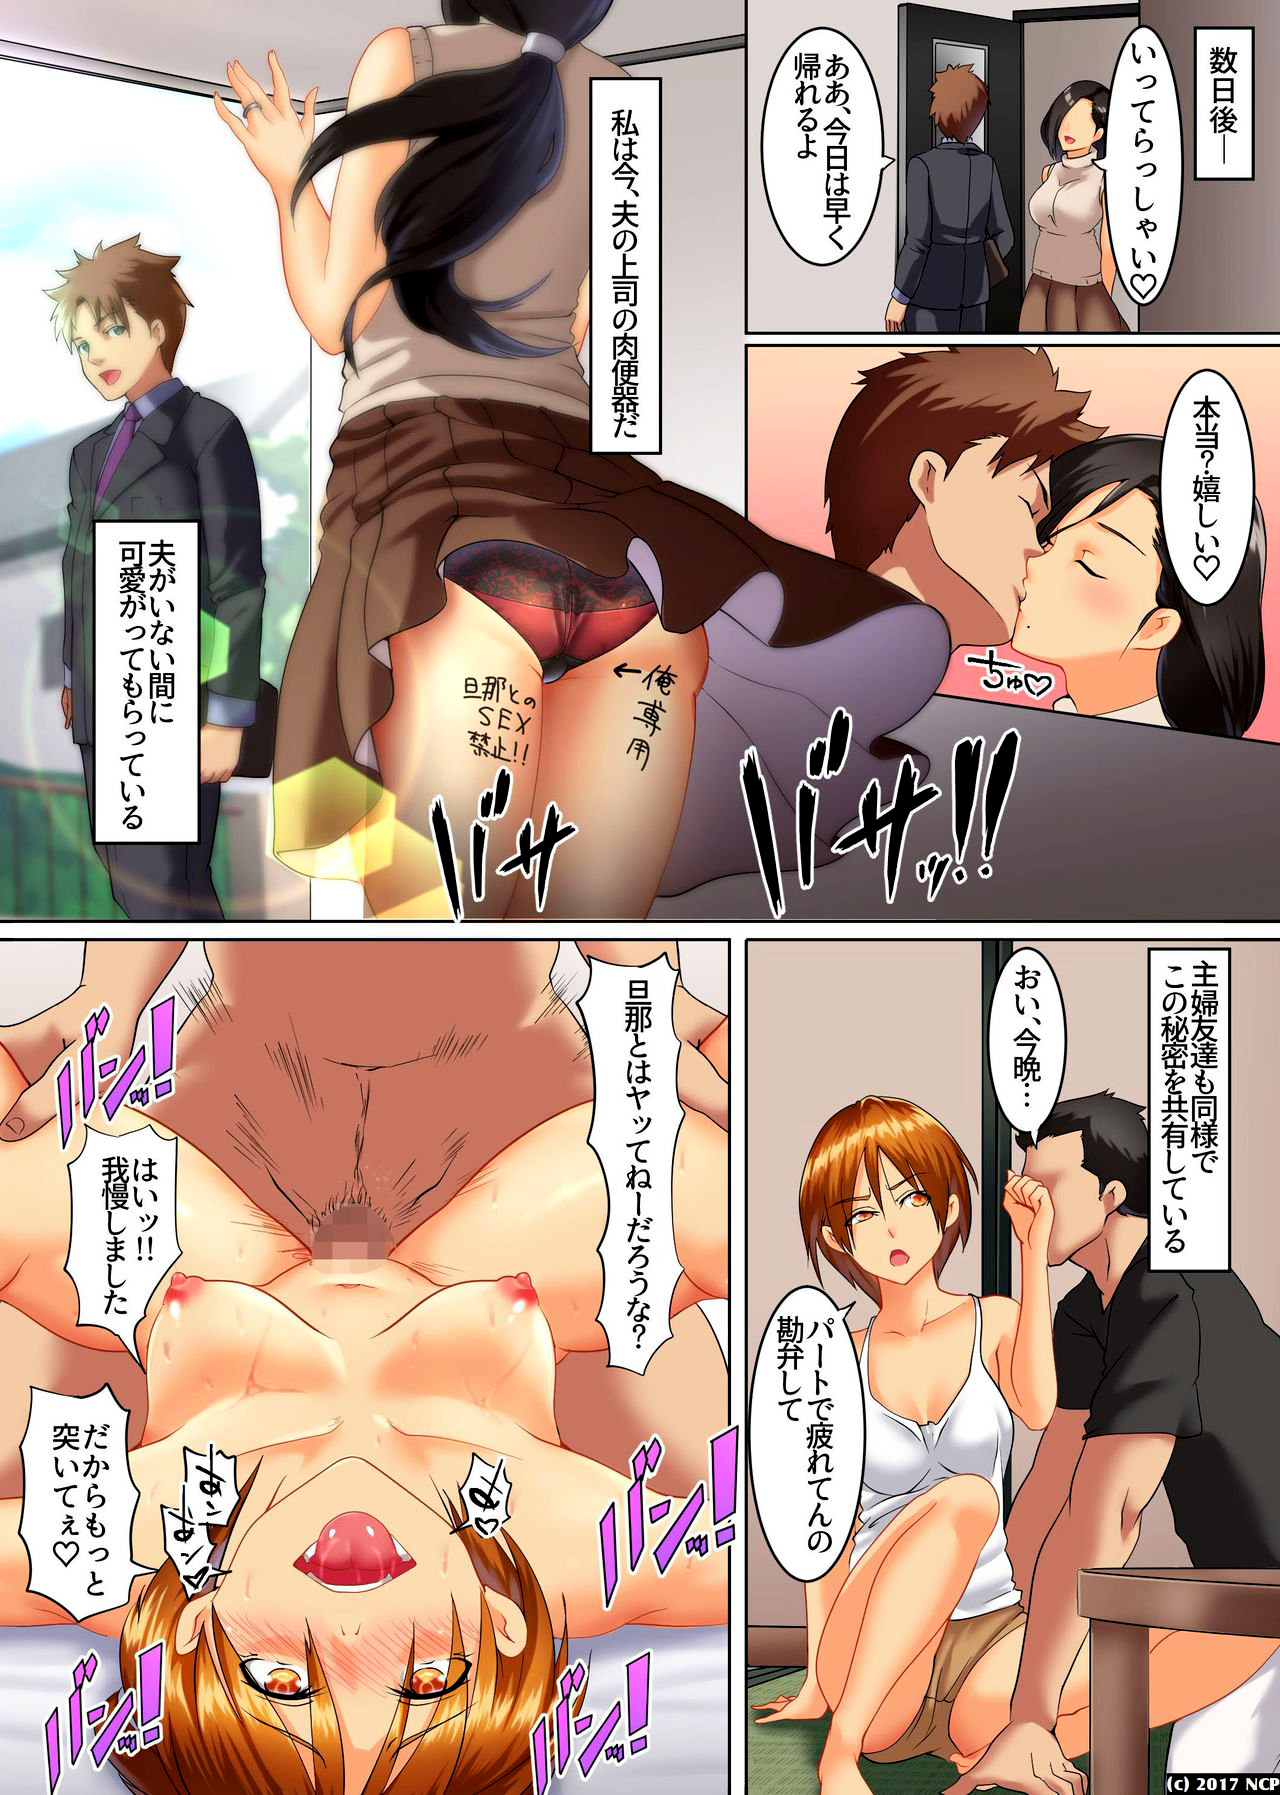 数日後―
いってらっしゃい♡
ああ、今日は早く
帰れるよ
本当?嬉しい♡
ちゅ♡
私は今、夫の上司の肉便器だ
←俺専用
旦那との
SEX
禁止!!
バサ
バサッ!!
夫がいない間に
可愛がってもらっている
主婦友達も同様で
この秘密を共有している
おい、今晩…
パートで疲れてんの
勘弁して
旦那とはヤッてねーだろうな?
はいッ!!
我慢しました
だからもっと
突いてぇ♡
パンッ!
パンッ!
パンッ!
パンッ!
(c) 2017 NCP